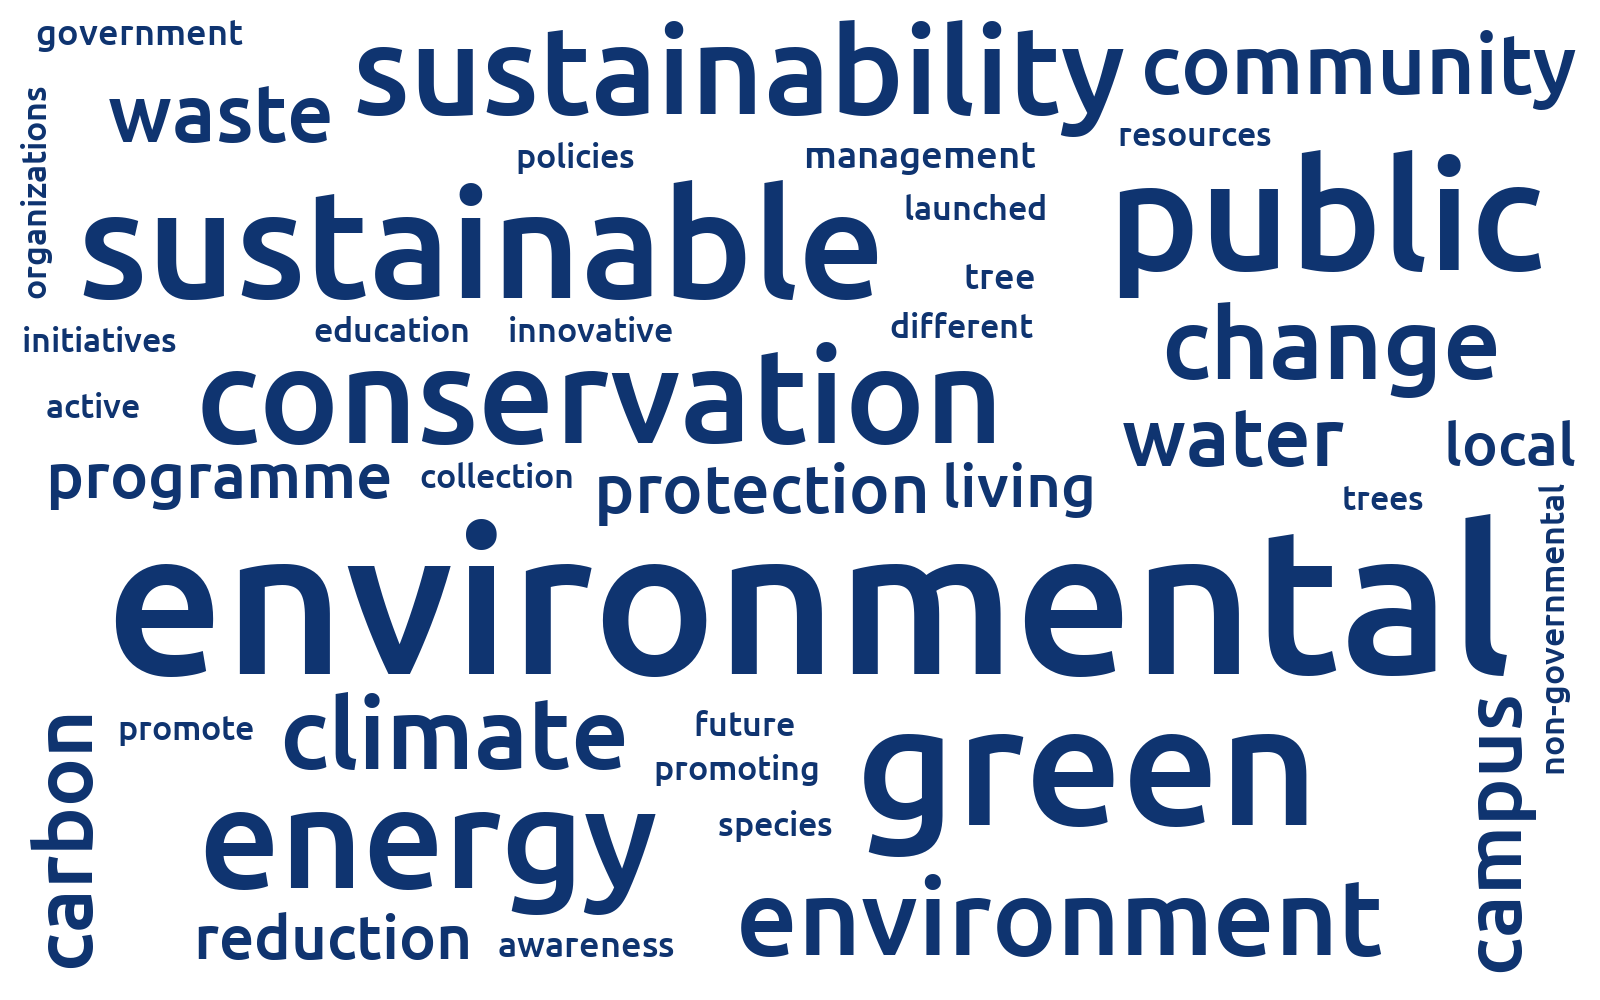 government
sustainability
community
waste
organizations
policies
management
resources
sustainable
launched
public
tree
initiatives
education
innovative
different
change
conservation
active
water
local
programme
collection
protection
living
trees
non-governmental
environmental
carbon
promote
climate
future
promoting
green
campus
energy
species
reduction
awareness
environment